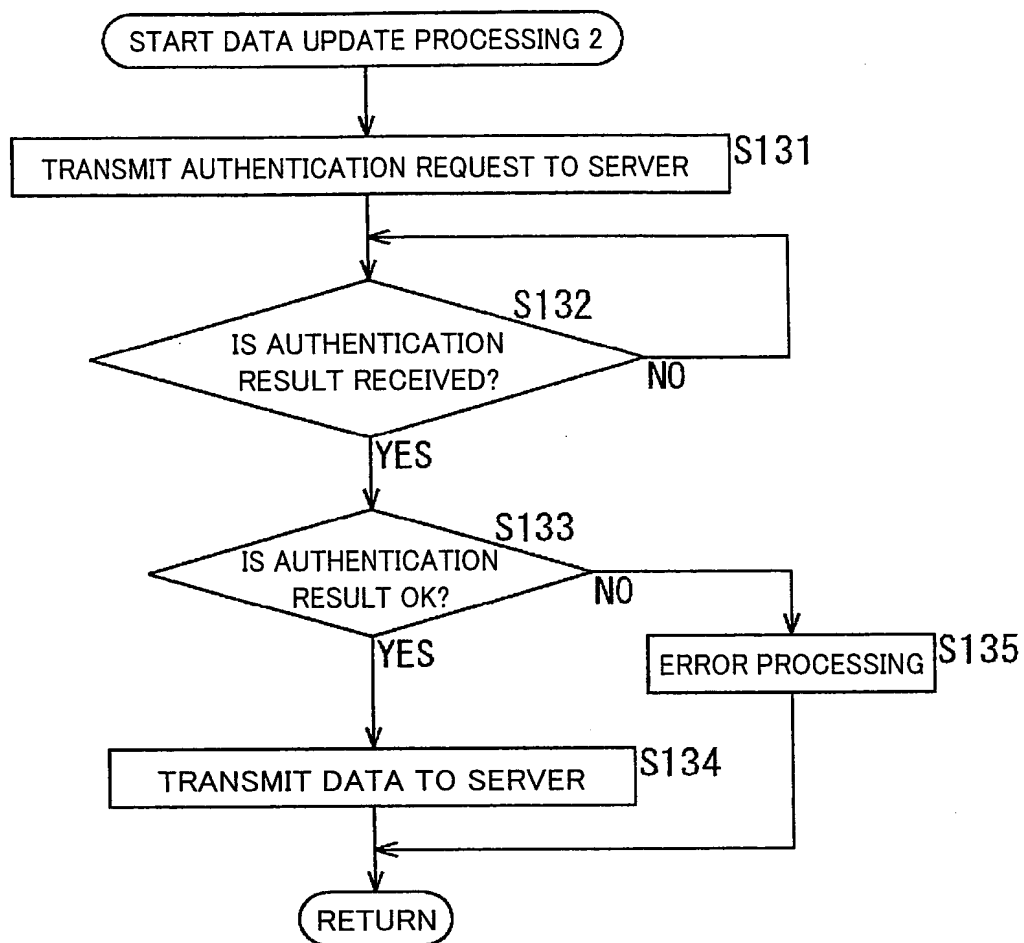 START DATA UPDATE PROCESSING 2
S131
TRANSMIT AUTHENTICATION REQUEST TO SERVER
S132
IS AUTHENTICATION
RESULT RECEIVED?
NO
YES
S133
IS AUTHENTICATION
RESULT OK?
NO
YES
S135
ERROR PROCESSING
S134
TRANSMIT DATA TO SERVER
RETURN